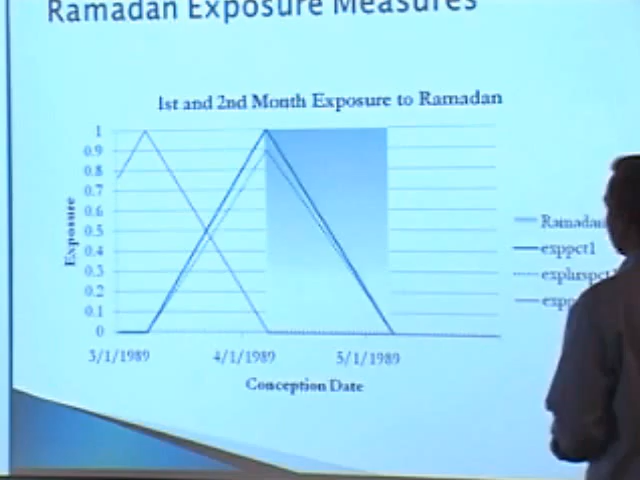 Ramadan Exposure Measures
1st and 2nd Month Exposure to Ramadan
1
0.9
0.8
0.7
0.6
0.5
0.4
0.3
0.2
0.1
0
Exposure
3/1/1989 4/1/1989 5/1/1989
Conception Date
Ramadan
exppct1
exphrspct
expp